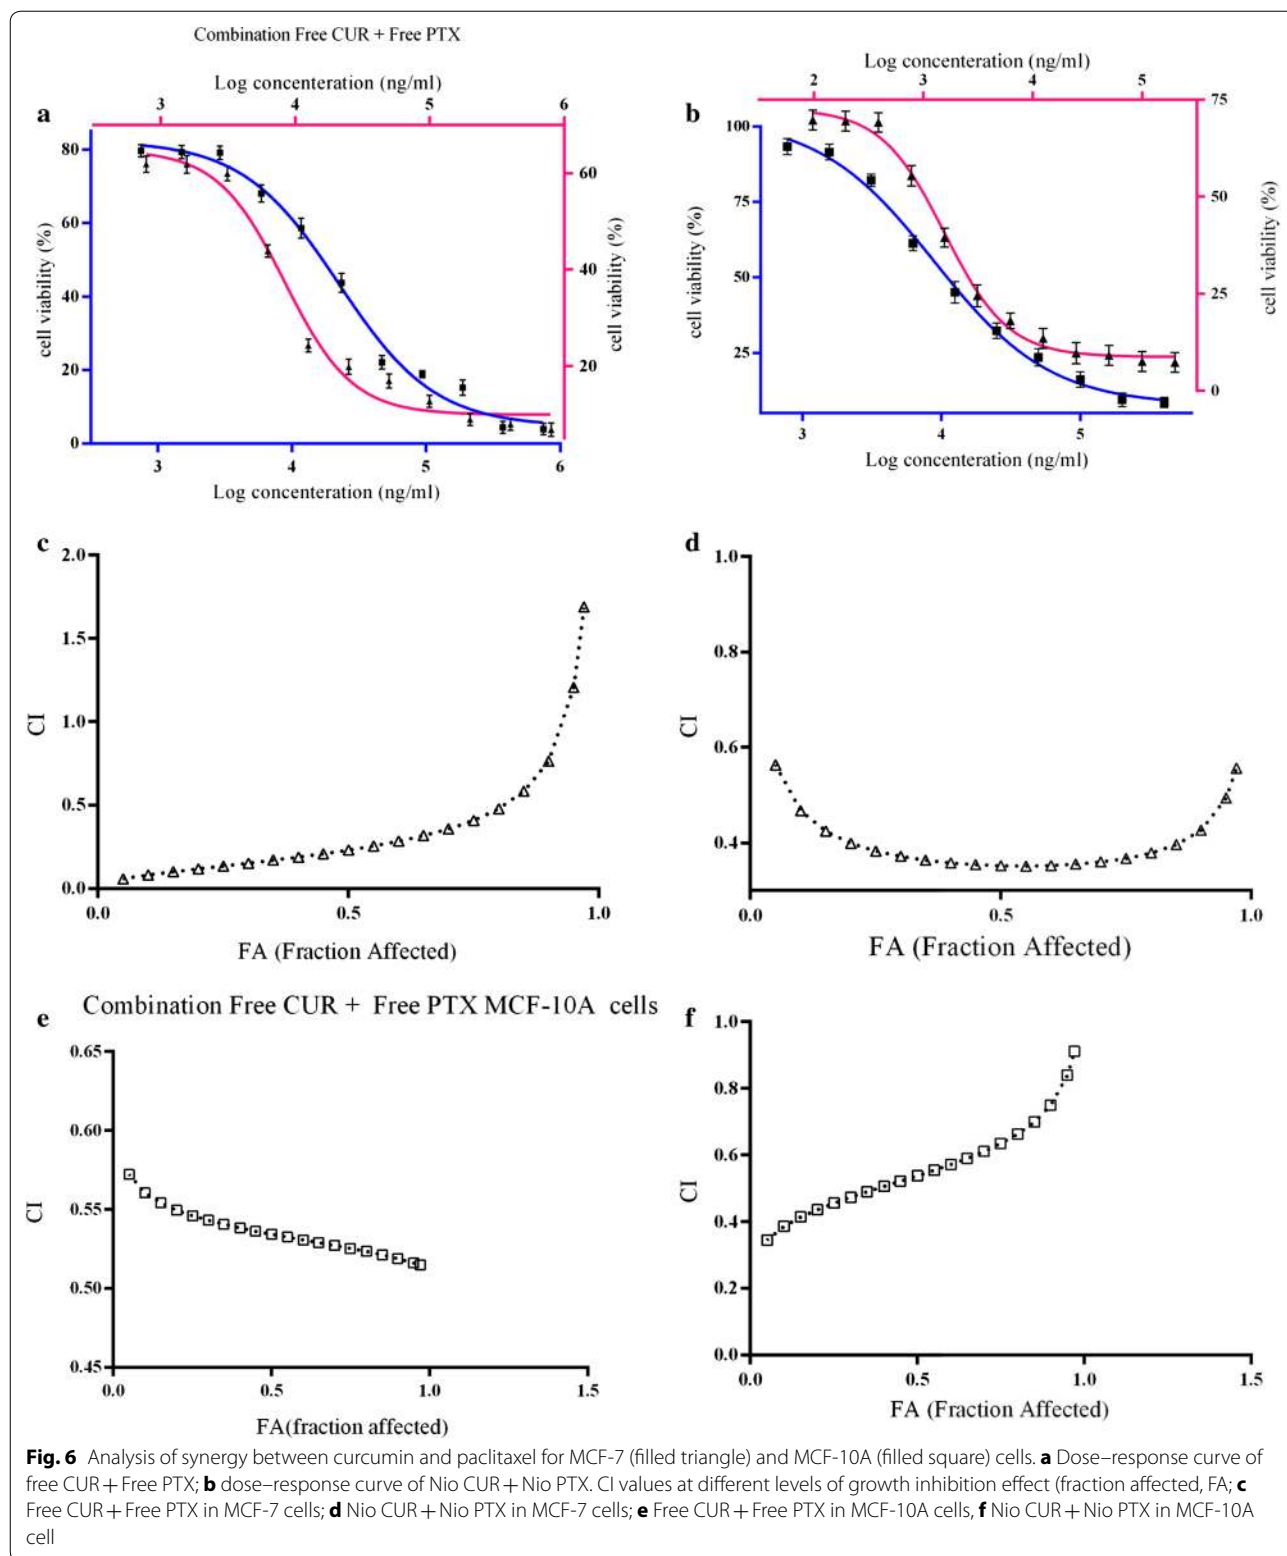 Combination Free CUR + Free PTX
Log concenteration (ng/ml)
3 4 5 6
a
80
60
40
20
0
cell viability (%)
60
40
20
cell viability (%)
3 4 5 6
Log concenteration (ng/ml)
Log concenteration (ng/ml)
2 3 4 5
b
100
75
50
25
cell viability (%)
75
50
25
0
cell viability (%)
3 4 5
Log concenteration (ng/ml)
c
2.0
1.5
1.0
0.5
0.0
CI
0.0 0.5 1.0
FA (Fraction Affected)
d
1.0
0.8
0.6
0.4
CI
0.0 0.5 1.0
FA (Fraction Affected)
Combination Free CUR + Free PTX MCF-10A cells
e
0.65
0.60
0.55
0.50
0.45
CI
0.0 0.5 1.0 1.5
FA(fraction affected)
f
1.0
0.8
0.6
0.4
0.2
0.0
CI
0.0 0.5 1.0 1.5
FA (Fraction Affected)
Fig. 6 Analysis of synergy between curcumin and paclitaxel for MCF-7 (filled triangle) and MCF-10A (filled square) cells. a Dose–response curve of
free CUR + Free PTX; b dose–response curve of Nio CUR + Nio PTX. CI values at different levels of growth inhibition effect (fraction affected, FA; c
Free CUR + Free PTX in MCF-7 cells; d Nio CUR + Nio PTX in MCF-7 cells; e Free CUR + Free PTX in MCF-10A cells, f Nio CUR + Nio PTX in MCF-10A
cell